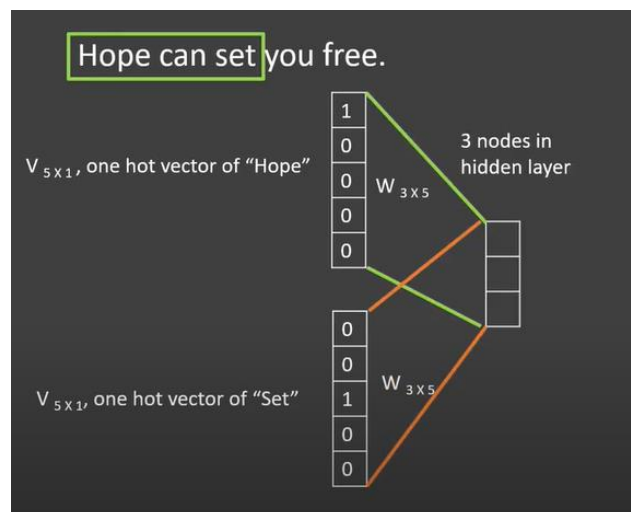 Hope can set you free.
V 5 X 1, one hot vector of "Hope"
1
0
0
0
0
W 3 X 5
3 nodes in
hidden layer
V 5 X 1, one hot vector of "Set"
0
0
1
0
0
W 3 X 5